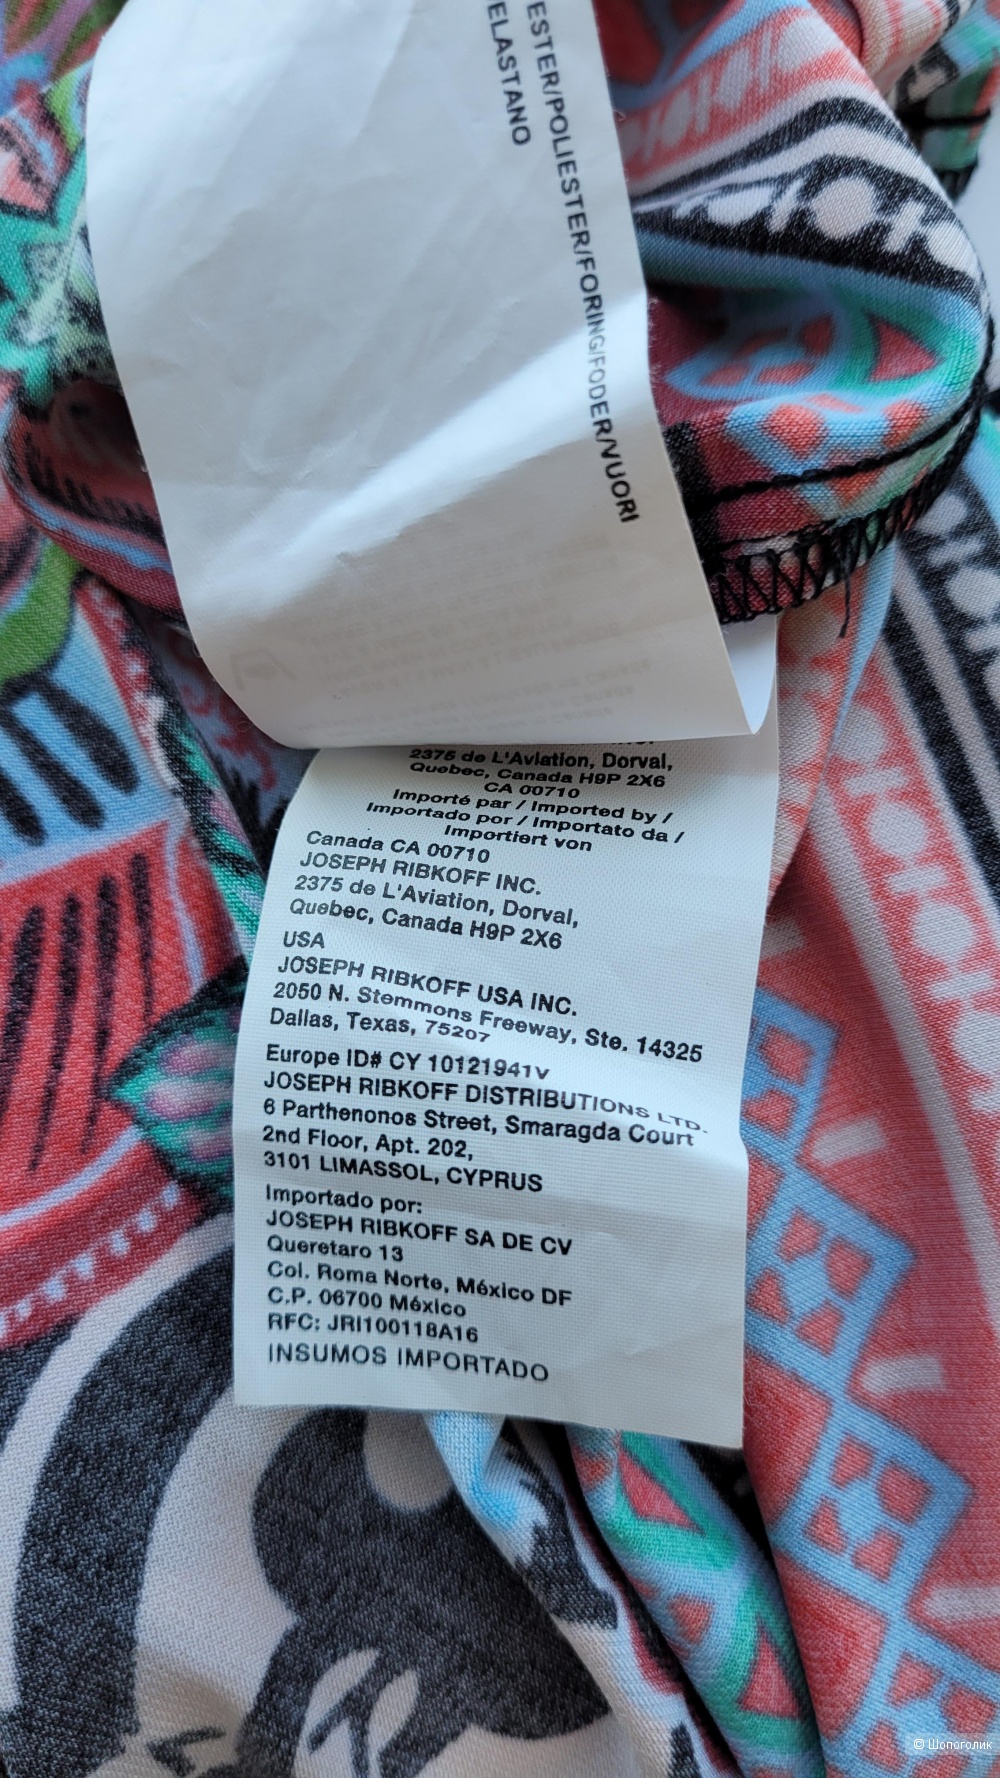 ESTER/POLIESTER/FORING/FODER/VUORI
ELASTANO
2375 de L'Aviation, Dorval,
Quebec, Canada H9P 2X6
CA 00710
Importé par / Imported by /
Importado por / Importato da /
Importiert von
Canada CA 00710
JOSEPH RIBKOFF INC.
2375 de L'Aviation, Dorval,
Quebec, Canada H9P 2X6
USA
JOSEPH RIBKOFF USA INC.
2050 N. Stemmons Freeway, Ste. 14325
Dallas, Texas, 75207
Europe ID# CY 10121941V
JOSEPH RIBKOFF DISTRIBUTIONS LTD.
6 Parthenonos Street, Smaragda Court
2nd Floor, Apt. 202,
3101 LIMASSOL, CYPRUS
Importado por:
JOSEPH RIBKOFF SA DE CV
Queretaro 13
Col. Roma Norte, México DF
C.P. 06700 México
RFC: JRI100118A16
INSUMOS IMPORTADO
© Шопоголик